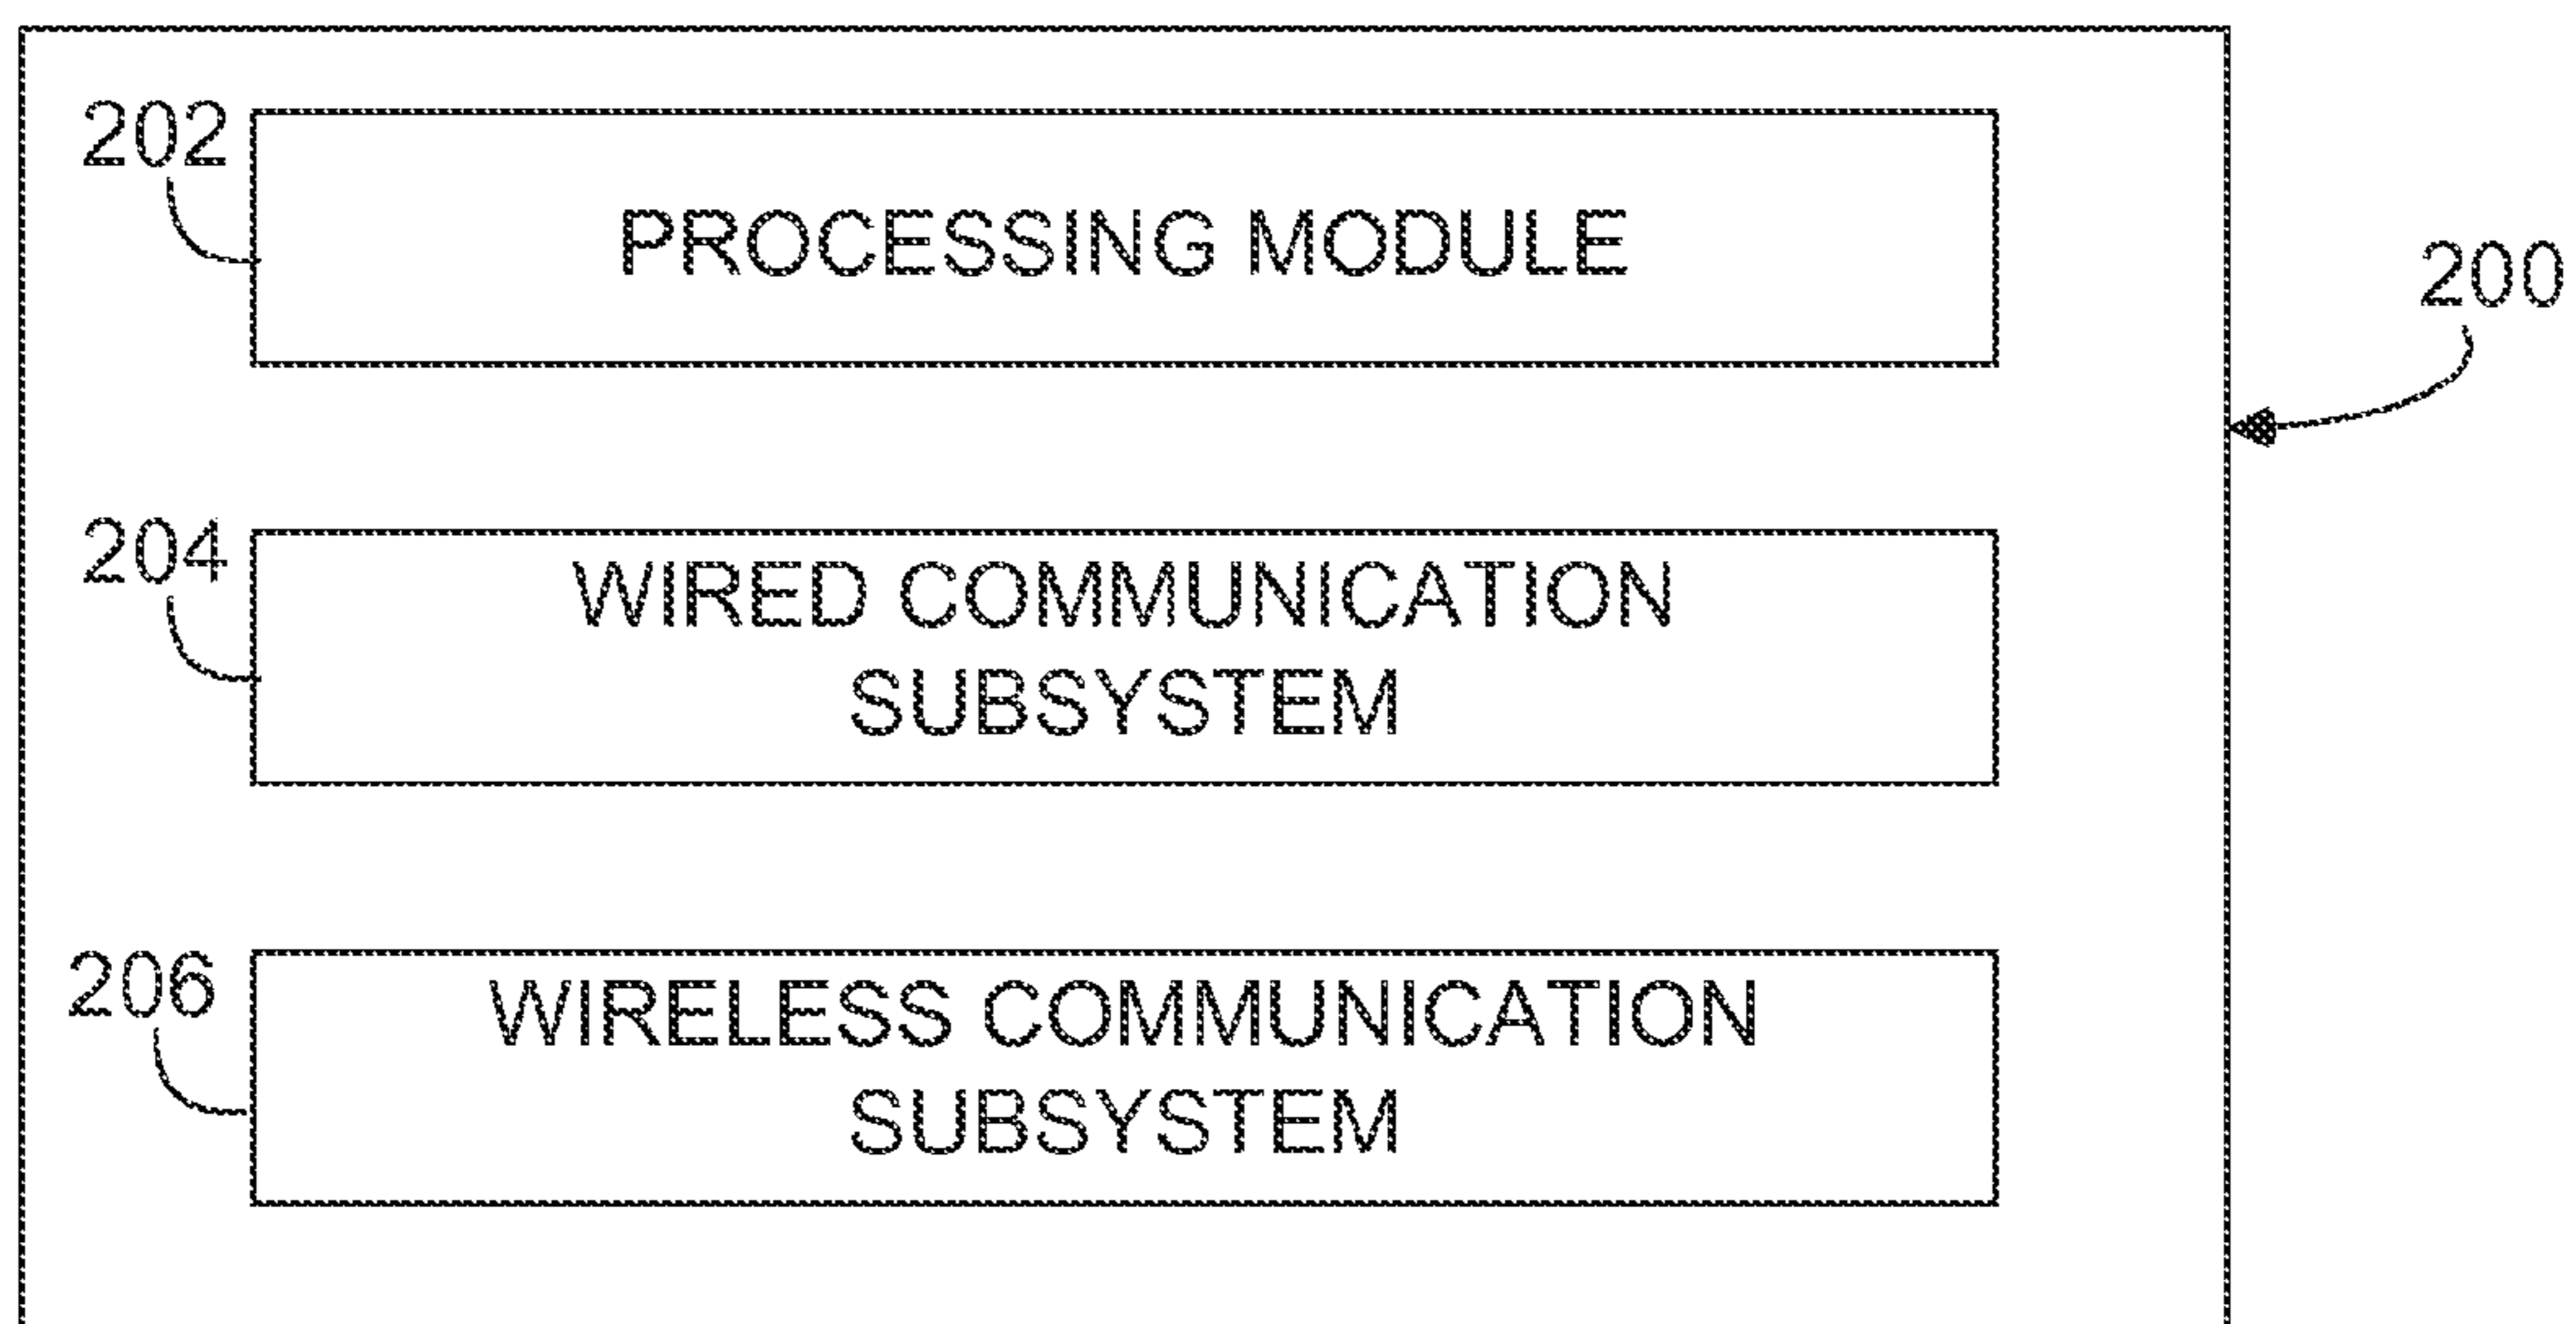 202
PROCESSING MODULE
200
204
WIRED COMMUNICATION
SUBSYSTEM
206
WIRELESS COMMUNICATION
SUBSYSTEM